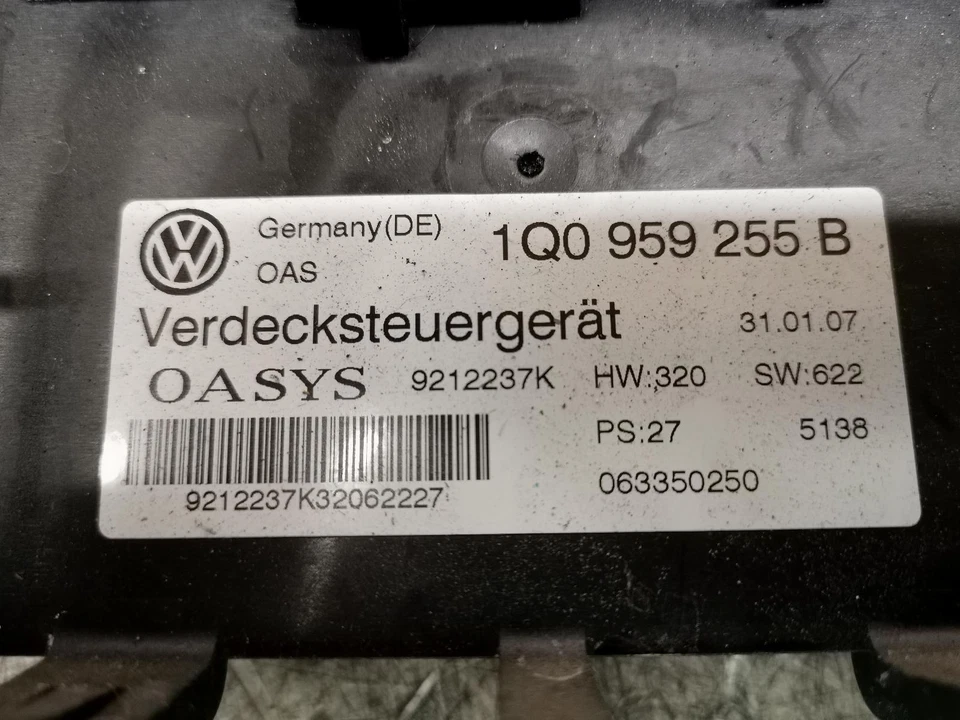 Germany(DE) 1Q0 959 255 B
OAS
Verdecksteuergerät 31.01.07
OASYS 9212237K HW:320 SW:622
PS:27 5138
9212237K32062227 063350250